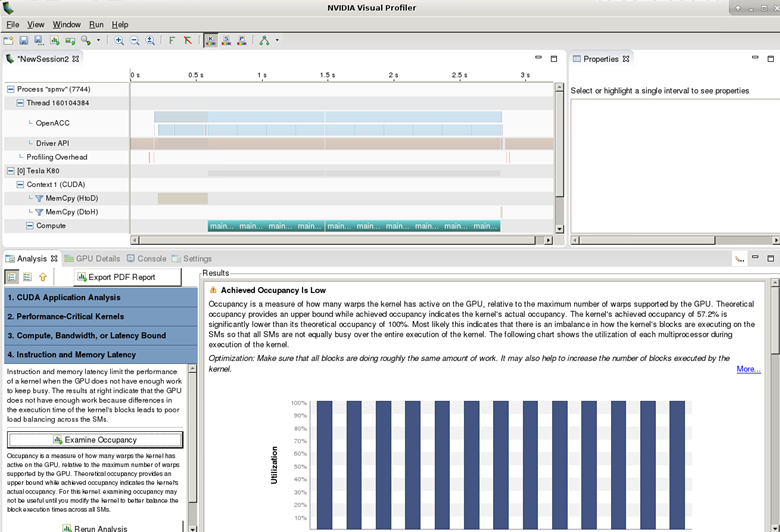 NVIDIA Visual Profiler
File View Window Run Help
*NewSession2
Properties
0 s 0.5 s 1 s 1.5 s 2 s 2.5 s 3 s
Select or highlight a single interval to see properties
Process "spmv" (7744)
Thread 160104384
OpenACC
Driver API
Profiling Overhead
[0] Tesla K80
Context 1 (CUDA)
MemCpy (HtoD)
MemCpy (DtoH)
Compute main... main... main... main... main... main... main... main... main... main...
Analysis GPU Details Console Settings
Export PDF Report
1. CUDA Application Analysis
2. Performance-Critical Kernels
3. Compute, Bandwidth, or Latency Bound
4. Instruction and Memory Latency
Instruction and memory latency limit the performance
of a kernel when the GPU does not have enough work
to keep busy. The results at right indicate that the GPU
does not have enough work because differences in
the execution time of the kernel's blocks leads to poor
load balancing across the SMs.
Examine Occupancy
Occupancy is a measure of how many warps the kernel has
active on the GPU, relative to the maximum number of warps
supported by the GPU. Theoretical occupancy provides an
upper bound while achieved occupancy indicates the kernel's
actual occupancy. For this kernel, examining occupancy may
not be useful until you modify the kernel to better balance the
block execution times across all SMs.
Rerun Analysis
Results
Achieved Occupancy Is Low
Occupancy is a measure of how many warps the kernel has active on the GPU, relative to the maximum number of warps supported by the GPU. Theoretical
occupancy provides an upper bound while achieved occupancy indicates the kernel's actual occupancy. The kernel's achieved occupancy of 57.2% is
significantly lower than its theoretical occupancy of 100%. Most likely this indicates that there is an imbalance in how the kernel's blocks are executing on the
SMs so that all SMs are not equally busy over the entire execution of the kernel. The following chart shows the utilization of each multiprocessor during
execution of the kernel.
Optimization: Make sure that all blocks are doing roughly the same amount of work. It may also help to increase the number of blocks executed by the
kernel.
More...
100%
90%
80%
70%
60%
50%
40%
30%
20%
10%
Utilization